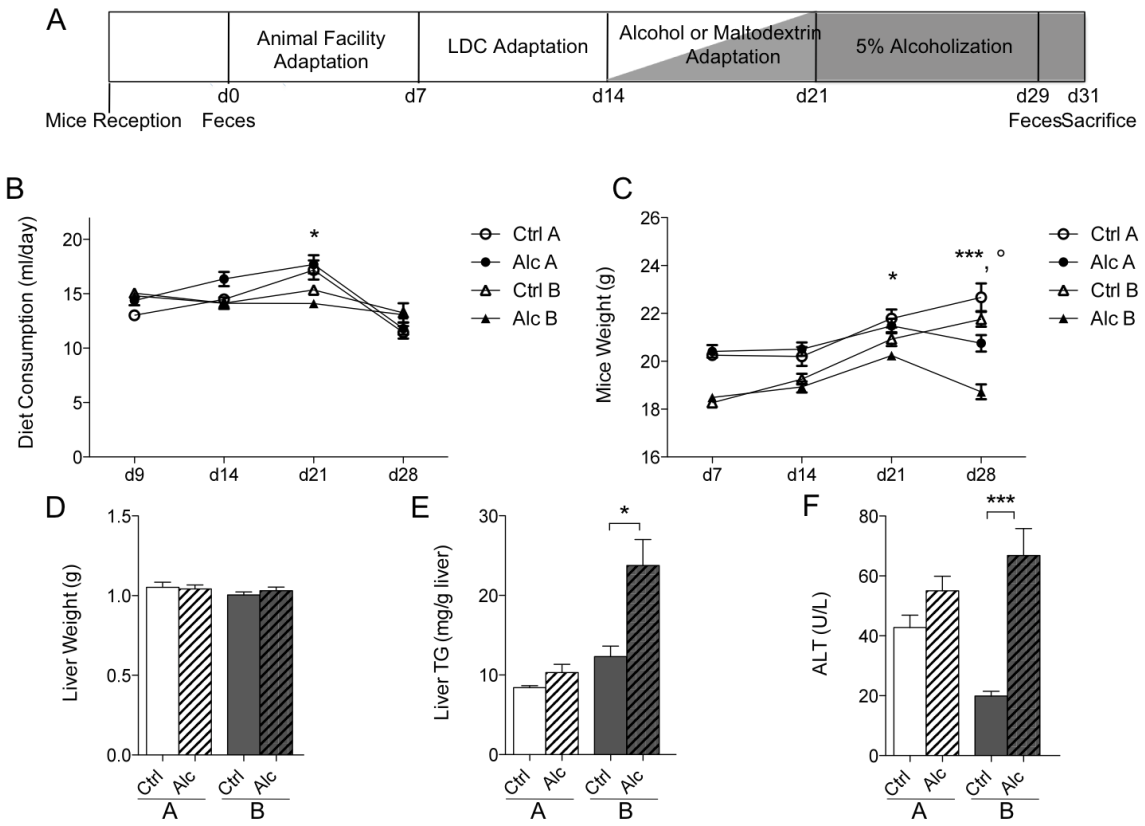 A
Animal Facility
Adaptation
LDC Adaptation
Alcohol or Maltodextrin
Adaptation
5% Alcoholization
d0
d7
d14
d21
d29
d31
Mice Reception
Feces
Feces
Sacrifice
B
Diet Consumption (ml/day)
20
15
10
5
0
*
d9
d14
d21
d28
Ctrl A
Alc A
Ctrl B
Alc B
C
Mice Weight (g)
26
24
22
20
18
16
*
***, °
d7
d14
d21
d28
Ctrl A
Alc A
Ctrl B
Alc B
D
Liver Weight (g)
1.5
1.0
0.5
0.0
Ctrl
Alc
Ctrl
Alc
A
B
E
Liver TG (mg/g liver)
30
20
10
0
*
Ctrl
Alc
Ctrl
Alc
A
B
F
ALT (U/L)
80
60
40
20
0
***
Ctrl
Alc
Ctrl
Alc
A
B